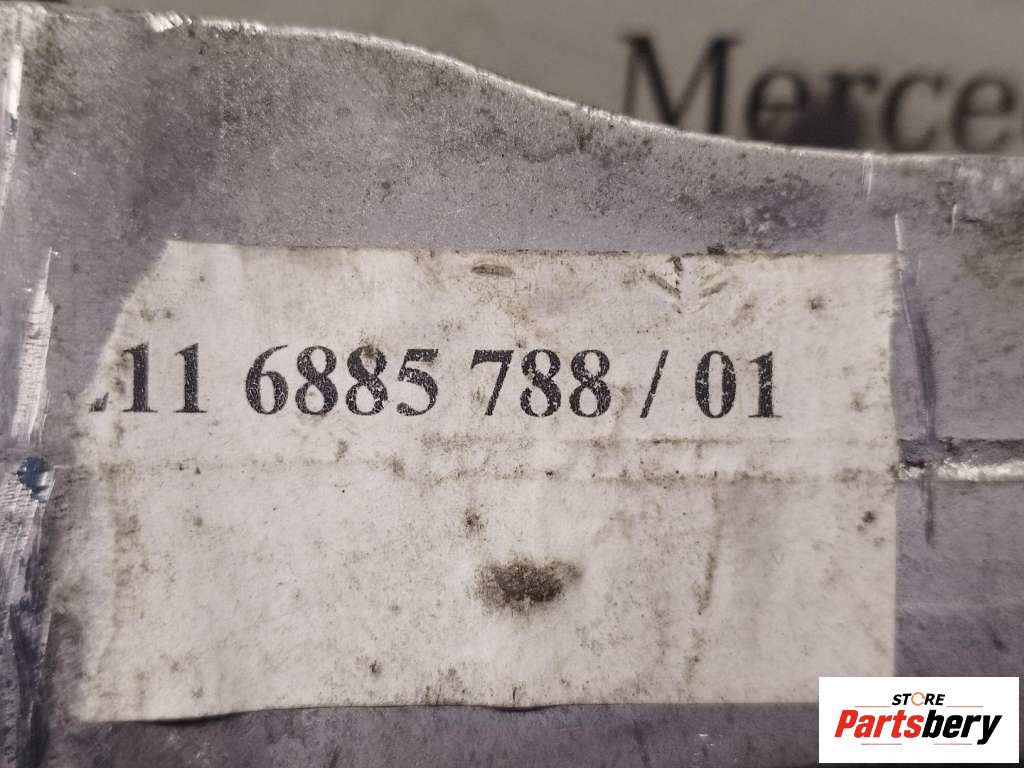 Merce
.11 6885 788 / 01
STORE
Partsbery